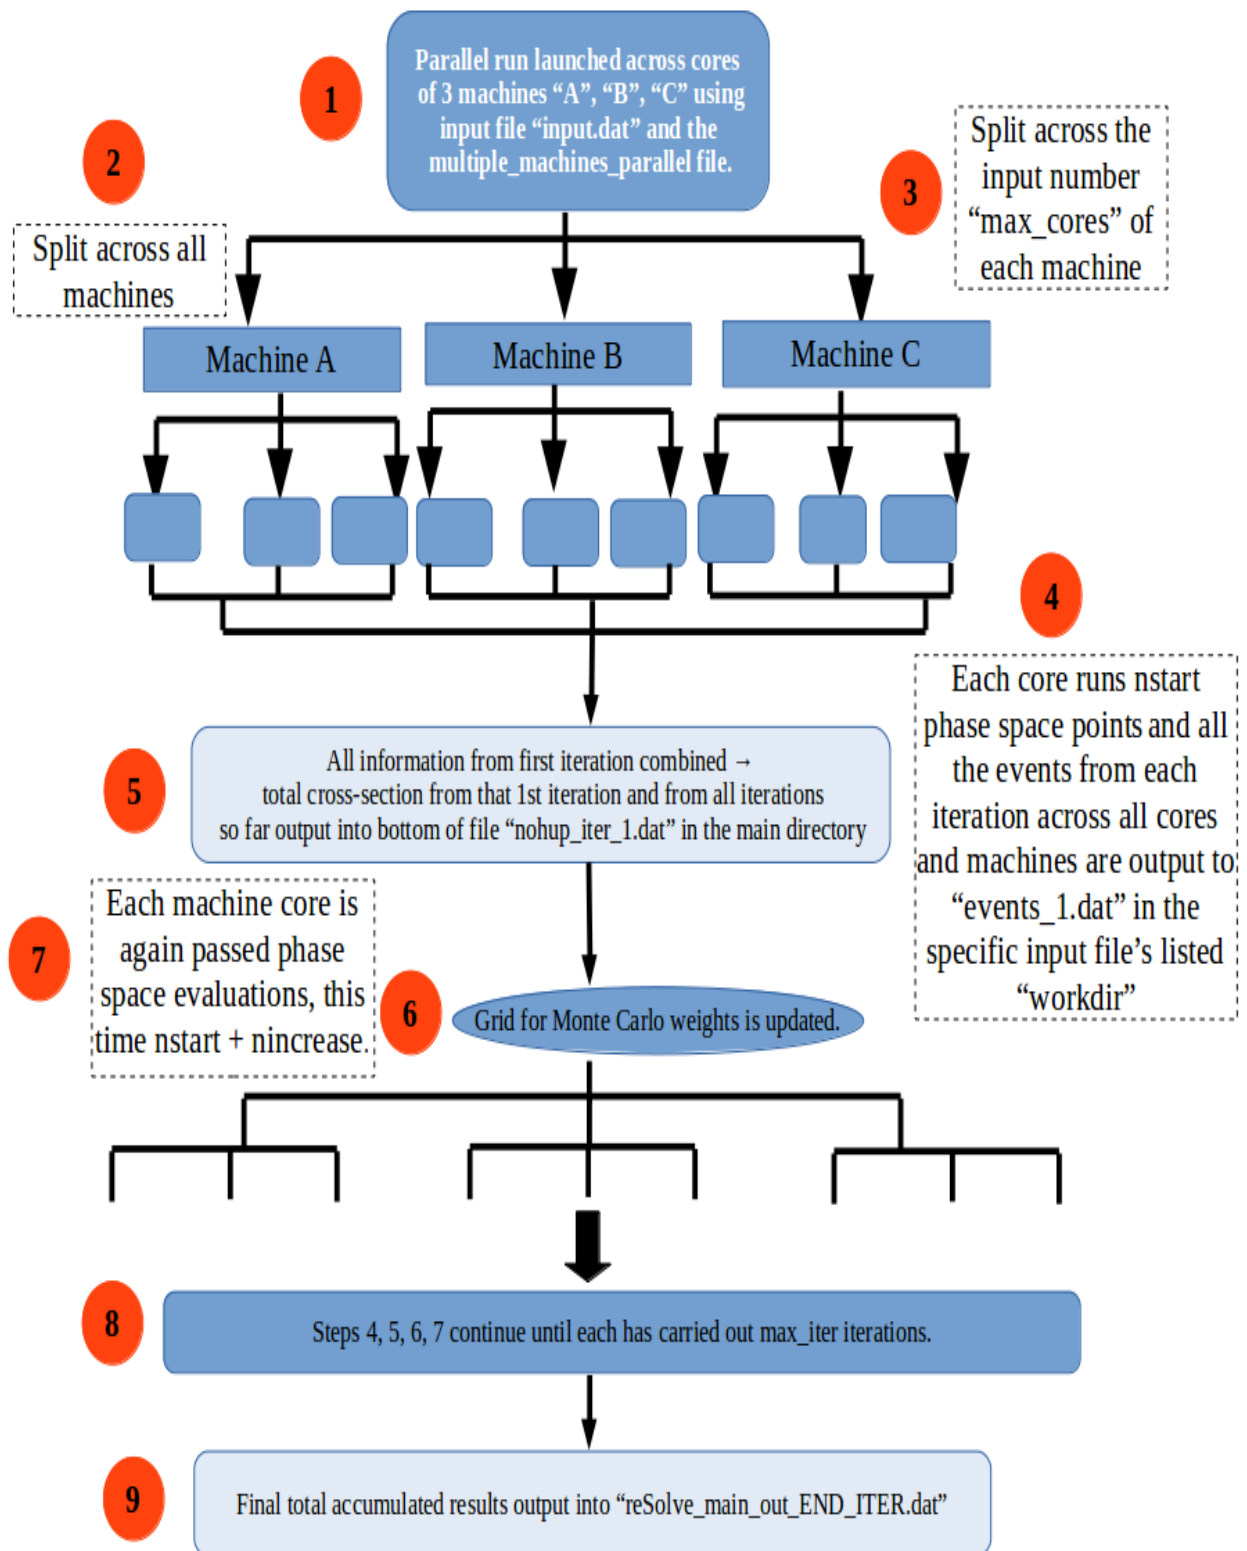 1
Parallel run launched across cores
of 3 machines “A”, “B”, “C” using
input file “input.dat” and the
multiple_machines_parallel file.
2
Split across all
machines
3
Split across the
input number
“max_cores” of
each machine
Machine A
Machine B
Machine C
4
Each core runs nstart
phase space points and all
the events from each
iteration across all cores
and machines are output to
“events_1.dat” in the
specific input file’s listed
“workdir”
5
All information from first iteration combined →
total cross-section from that 1st iteration and from all iterations
so far output into bottom of file “nohup_iter_1.dat” in the main directory
6
Grid for Monte Carlo weights is updated.
7
Each machine core is
again passed phase
space evaluations, this
time nstart + nincrease.
8
Steps 4, 5, 6, 7 continue until each has carried out max_iter iterations.
9
Final total accumulated results output into “reSolve_main_out_END_ITER.dat”